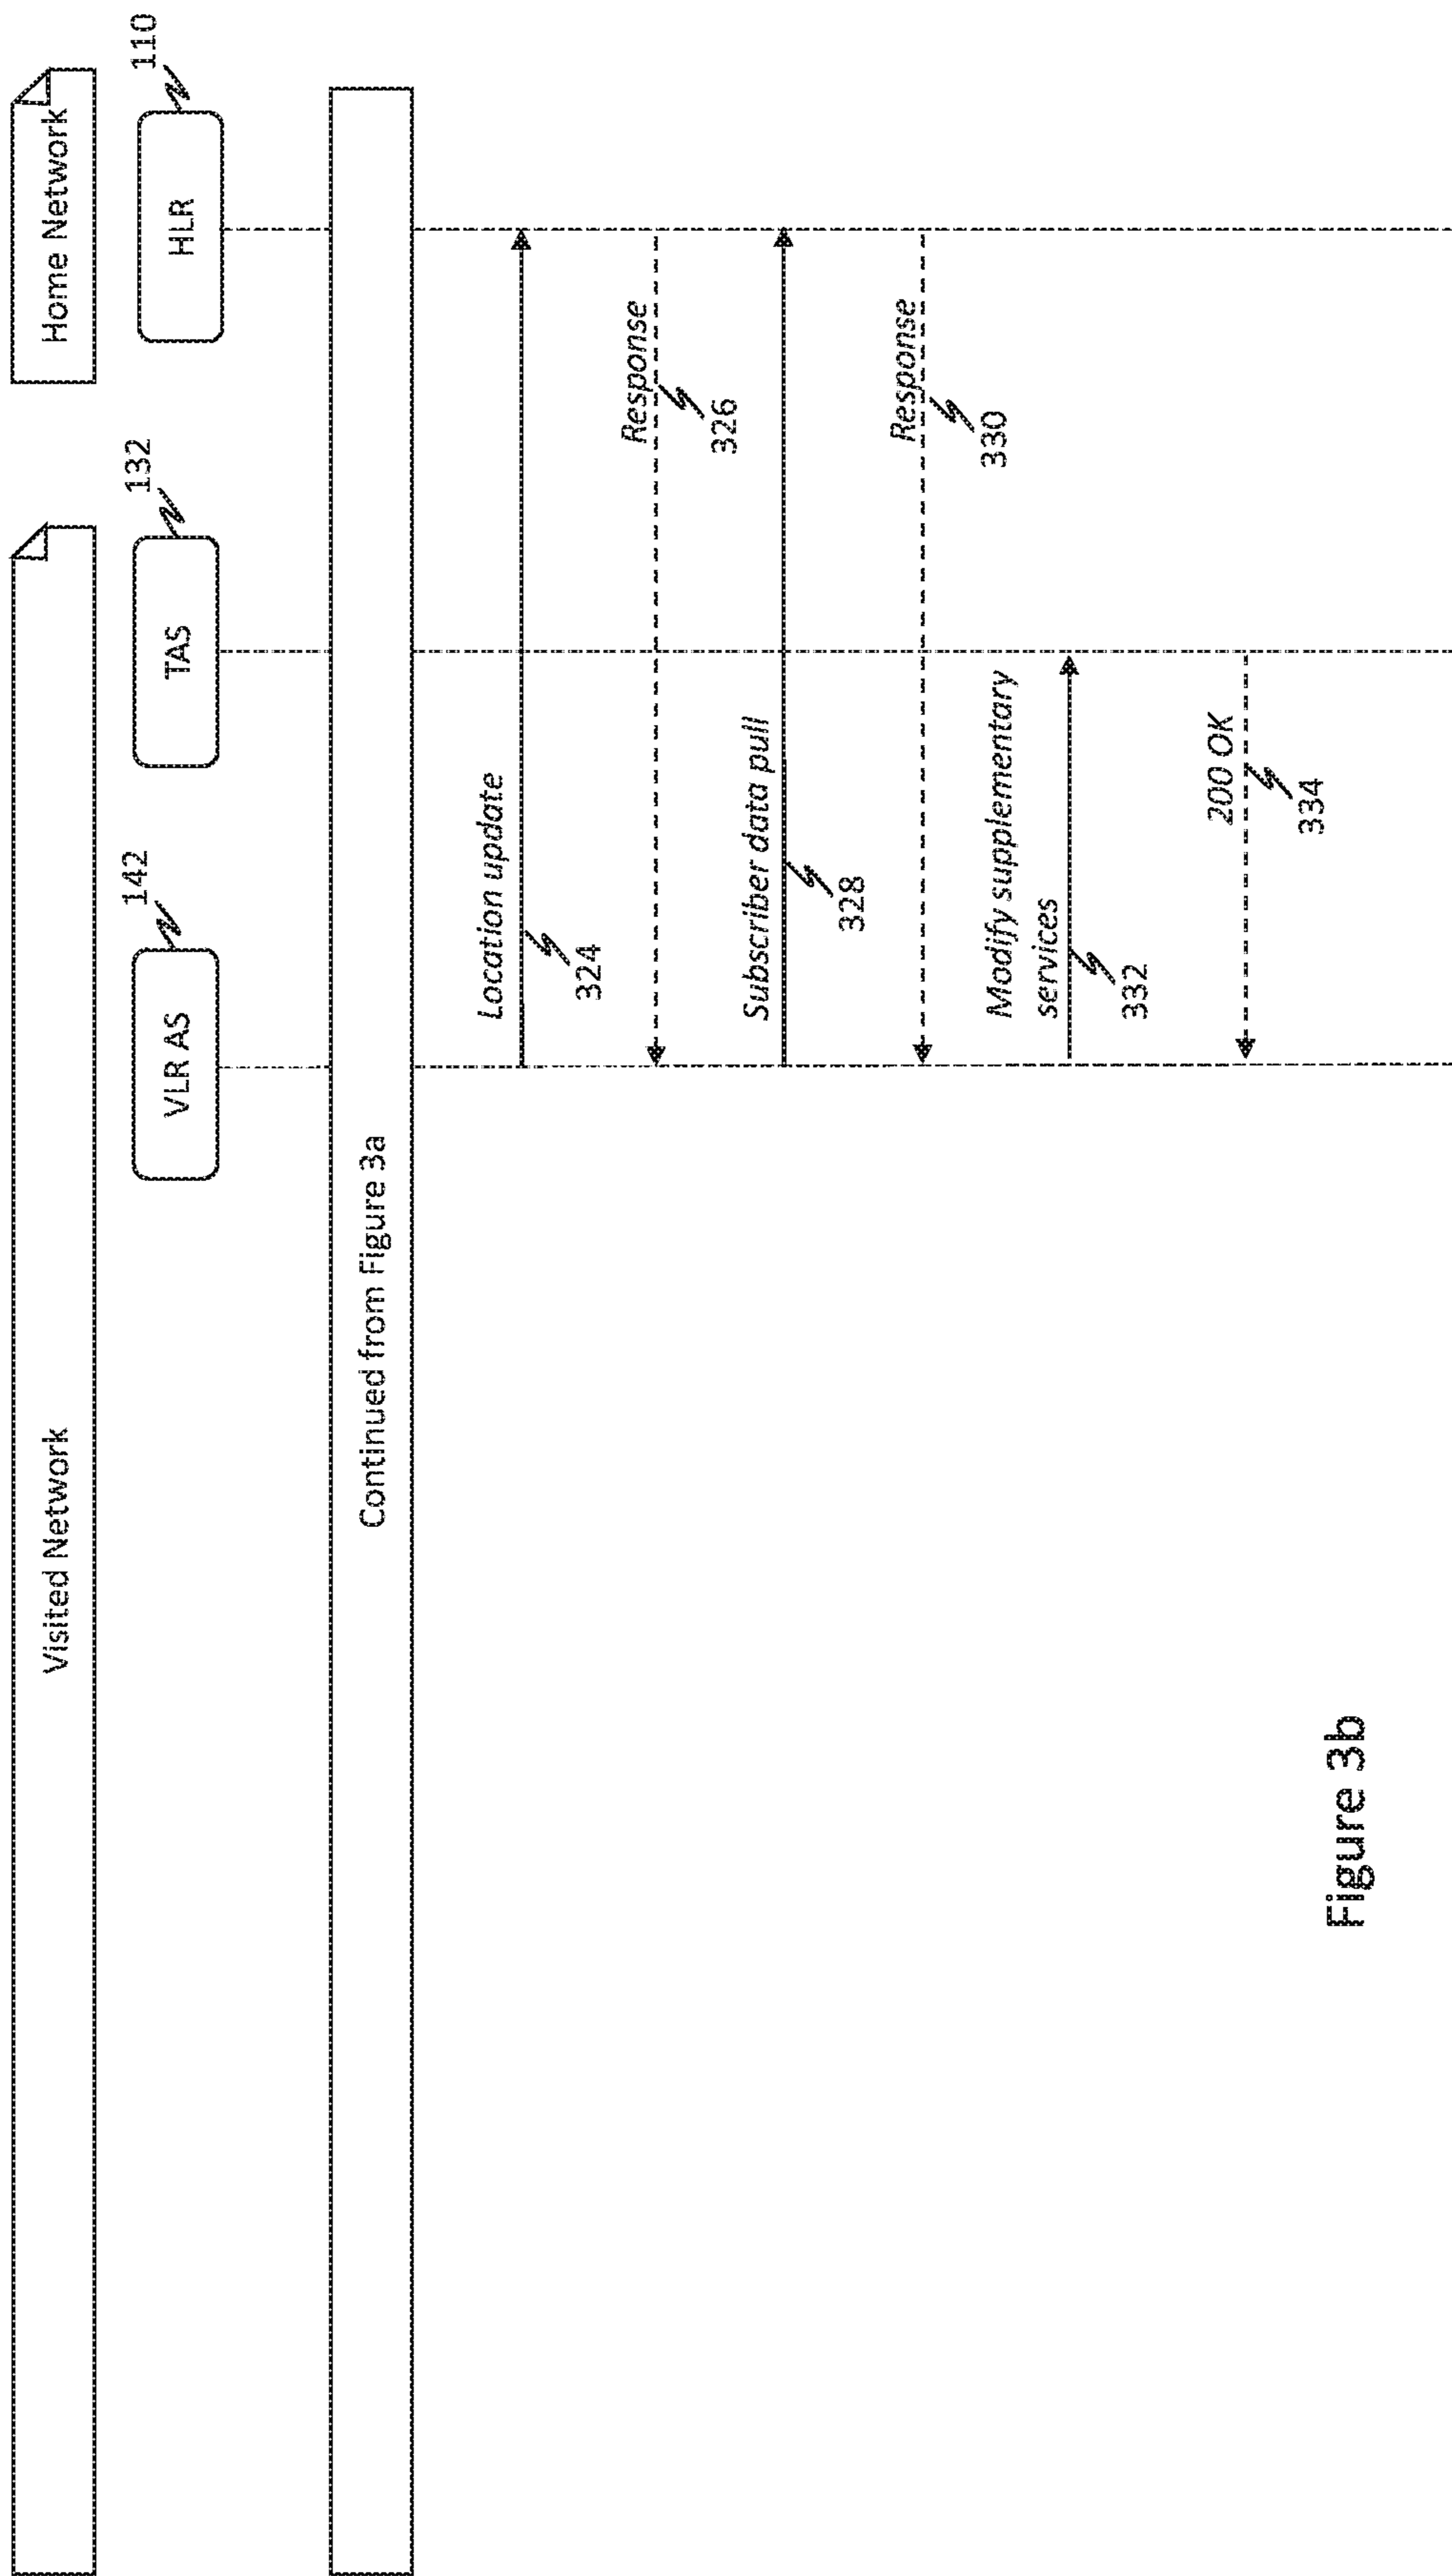 Visited Network
Home Network
VLR AS
142
TAS
132
HLR
110
Continued from Figure 3a
Location update
324
Response
326
Subscriber data pull
328
Response
330
Modify supplementary
services
332
200 OK
334
Figure 3b